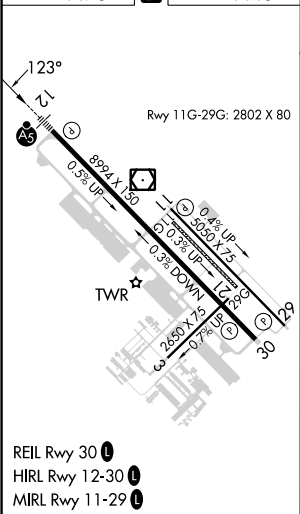 123°
12
A5
P
Rwy 11G-29G: 2802 X 80
8994 X 150
0.5% UP
11
P
0.4% UP
5050 X 75
11G
0.3% UP
0.3% DOWN
TWR
21
29G
2650 X 75
0.7% UP
P
P
29
3
30
REIL Rwy 30 L
HIRL Rwy 12-30 L
MIRL Rwy 11-29 L